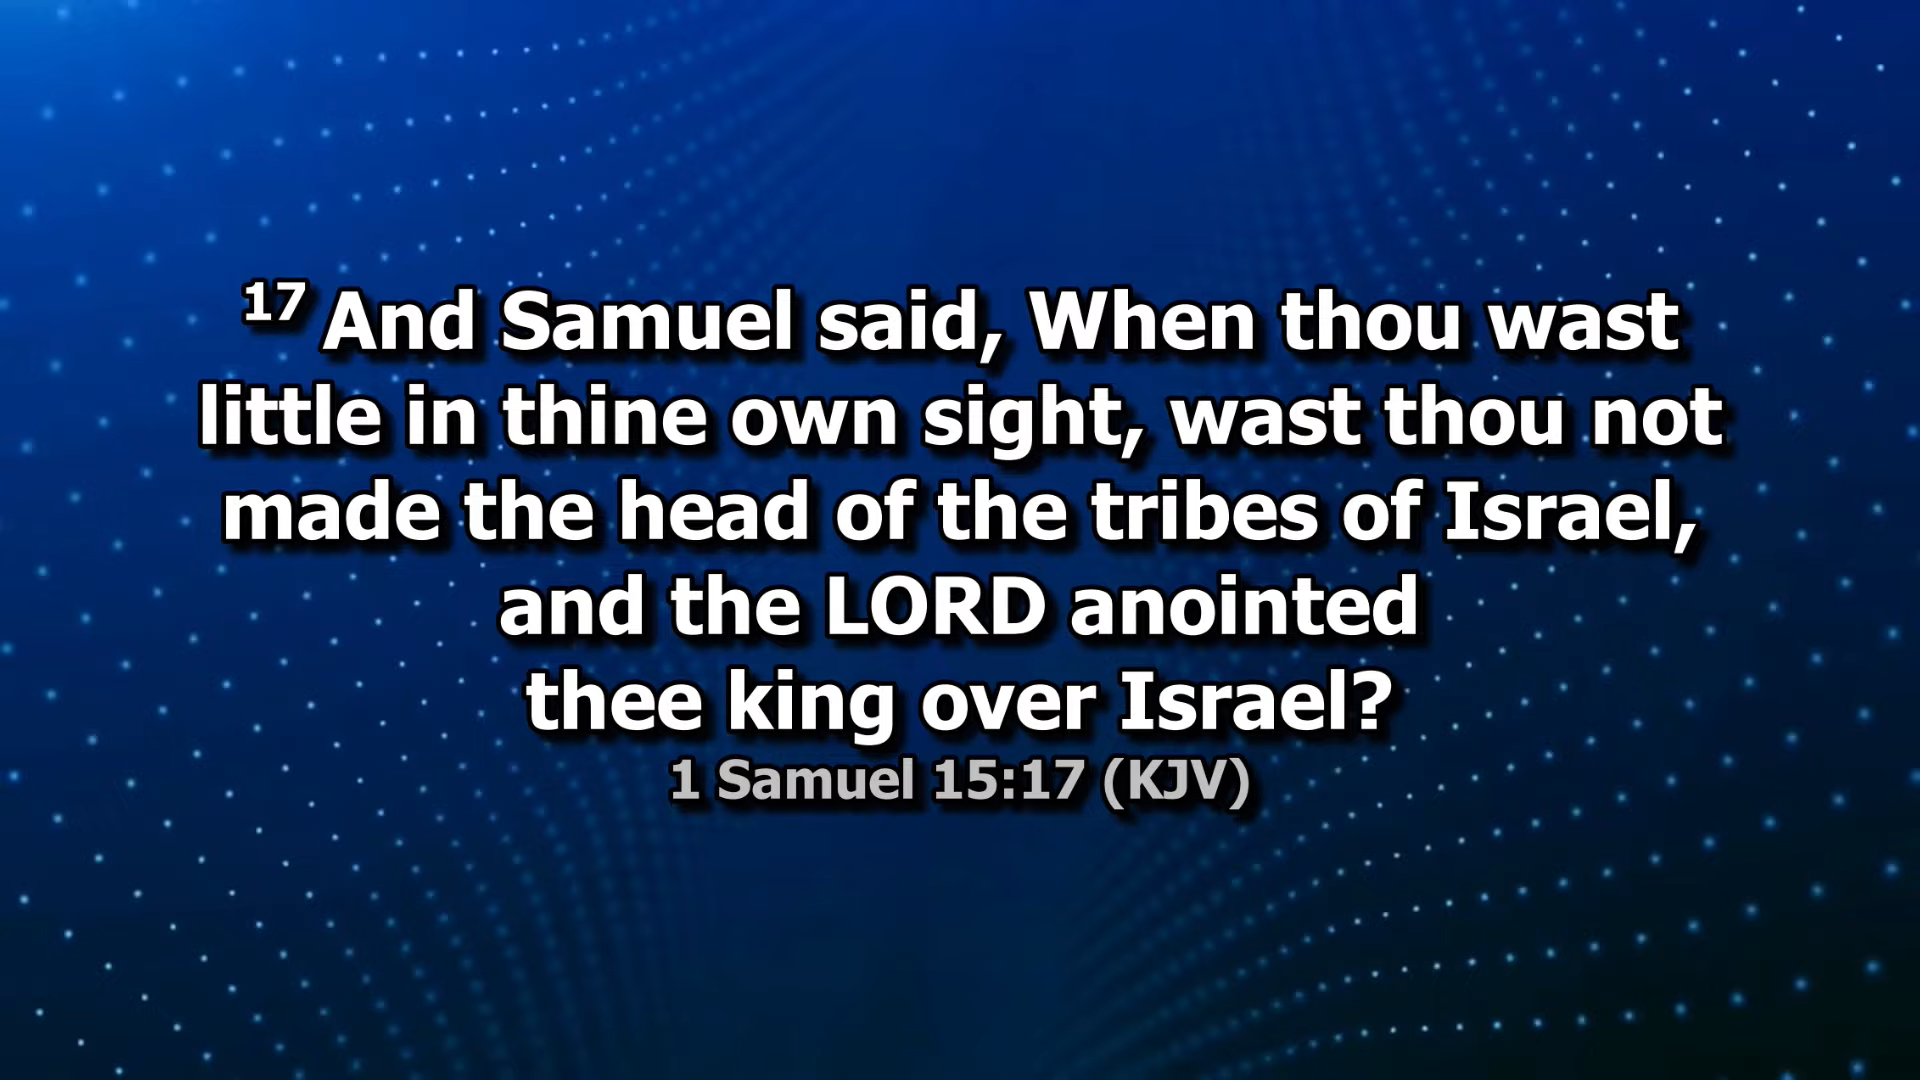 17 And Samuel said, When thou wast
little in thine own sight, wast thou not
made the head of the tribes of Israel,
and the LORD anointed
thee king over Israel?
1 Samuel 15:17 (KJV)